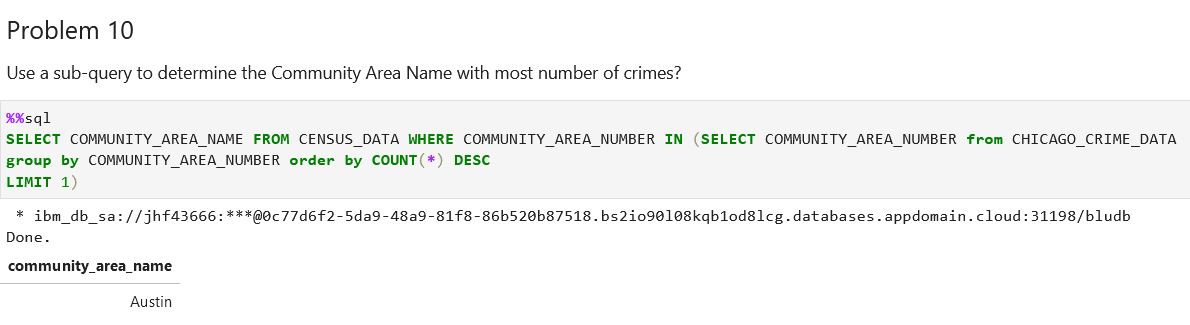 Problem 10
Use a sub-query to determine the Community Area Name with most number of crimes?
%%sql
SELECT COMMUNITY_AREA_NAME FROM CENSUS_DATA WHERE COMMUNITY_AREA_NUMBER IN (SELECT COMMUNITY_AREA_NUMBER from CHICAGO_CRIME_DATA
group by COMMUNITY_AREA_NUMBER order by COUNT(*) DESC
LIMIT 1)
* ibm_db_sa://jhf43666:***@0c77d6f2-5da9-48a9-81f8-86b520b87518.bs2io90l08kqb1od8lcg.databases.appdomain.cloud:31198/bludb
Done.
community_area_name
Austin